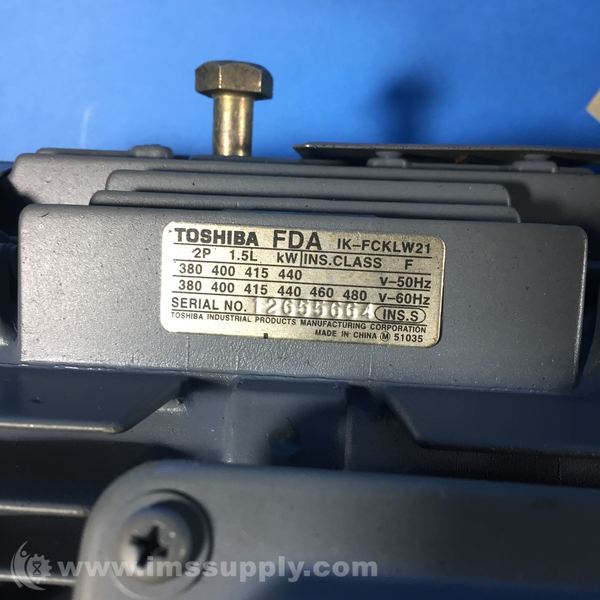 TOSHIBA FDA IK-FCKLW21
2P 1.5L kW INS.CLASS F
380 400 415 440 V-50Hz
380 400 415 440 460 480 V-60Hz
SERIAL NO. 12655664 INS.S
TOSHIBA INDUSTRIAL PRODUCTS MANUFACTURING CORPORATION
MADE IN CHINA Ⓜ 51035
www.imssupply.com